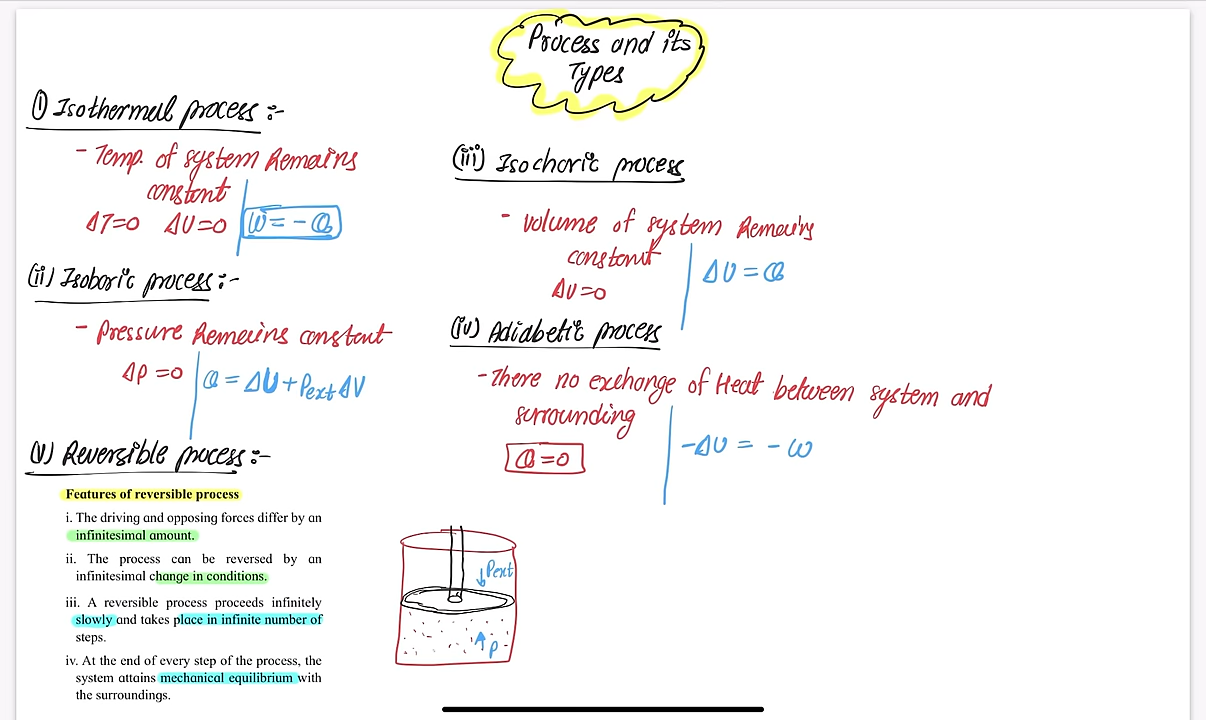 Process and its
Types
(i) Isothermal process :-
- Temp. of system Remains
constant
ΔT=0 ΔU=0 W = - Q
(ii) Isobaric process :-
- Pressure Remains constant
ΔP =0 Q = ΔU + Pext ΔV
(iii) Isochoric process
- volume of system Remains
constant
ΔV=0 ΔU = Q
(iv) Adiabetic process
- There no exchange of Heat between system and
surrounding
Q =0 -ΔU = - W
(v) Reversible process :-
Features of reversible process
i. The driving and opposing forces differ by an
infinitesimal amount.
ii. The process can be reversed by an
infinitesimal change in conditions.
iii. A reversible process proceeds infinitely
slowly and takes place in infinite number of
steps.
iv. At the end of every step of the process, the
system attains mechanical equilibrium with
the surroundings.
↓Pext
↑P